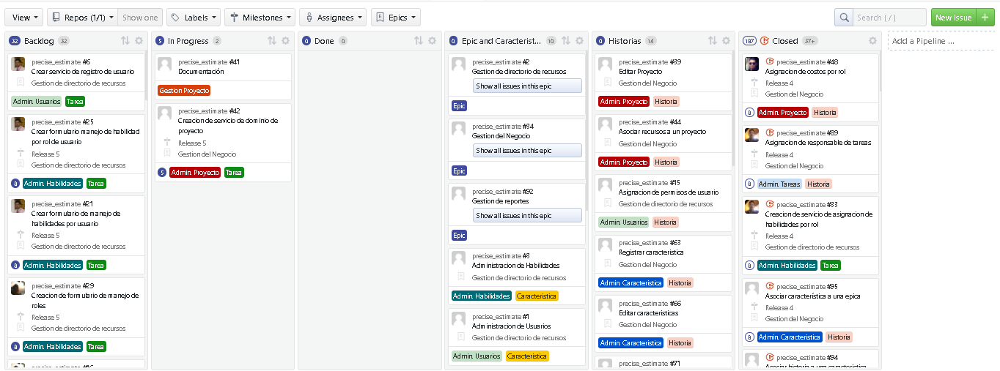 View
Repos (1/1)
Show one
Labels
Milestones
Assignees
Epics
Search ( / )
New Issue
+
32 Backlog 32
precise_estimate #6
Crear servicio de registro de usuario
Gestion de directorio de recursos
Admin. Usuarios Tarea
precise_estimate #25
Crear formulario manejo de habilidad
por rol de usuario
Release 5
Gestion de directorio de recursos
8 Admin. Habilidades Tarea
precise_estimate #21
Crear formulario de manejo de
habilidades por usuario
Release 5
Gestion de directorio de recursos
8 Admin. Habilidades Tarea
precise_estimate #29
Creacion de formulario de manejo de
roles
Release 5
Gestion de directorio de recursos
8 Admin. Habilidades Tarea
precise_estimate #16
5 In Progress 2
precise_estimate #41
Documentación
Gestion Proyecto
precise_estimate #42
Creacion de servicio de dominio de
proyecto
Release 5
Gestion del Negocio
5 Admin. Proyecto Tarea
0 Done 0
0 Epic and Caracterist... 10
precise_estimate #2
Gestion de directorio de recursos
Show all issues in this epic
Epic
precise_estimate #34
Gestion del Negocio
Show all issues in this epic
Epic
precise_estimate #92
Gestion de reportes
Show all issues in this epic
Epic
precise_estimate #3
Administracion de Habilidades
Gestion de directorio de recursos
Admin. Habilidades Caracteristica
precise_estimate #1
Administracion de Usuarios
Gestion de directorio de recursos
Admin. Usuarios Caracteristica
0 Historias 14
precise_estimate #39
Editar Proyecto
Gestion del Negocio
Admin. Proyecto Historia
precise_estimate #44
Asociar recursos a un proyecto
Gestion del Negocio
Admin. Proyecto Historia
precise_estimate #15
Asignacion de permisos de usuario
Gestion de directorio de recursos
Admin. Usuarios Historia
precise_estimate #63
Registrar caracteristica
Gestion del Negocio
Admin. Caracteristica Historia
precise_estimate #66
Editar caracteristicas
Gestion del Negocio
Admin. Caracteristica Historia
precise_estimate #71
187 Closed 37+
precise_estimate #48
Asignacion de costos por rol
Release 4
Gestion del Negocio
8 Admin. Proyecto Historia
precise_estimate #89
Asignacion de responsable de tareas
Release 4
Gestion del Negocio
8 Admin. Tareas Historia
precise_estimate #33
Creacion de servicio de asignacion de
habilidades por rol
Release 4
Gestion de directorio de recursos
8 Admin. Habilidades Tarea
precise_estimate #95
Asociar característica a una epica
Release 4
Gestion del Negocio
8 Admin. Caracteristica Historia
precise_estimate #94
Asociar historia a una caracteristica
Add a Pipeline ...